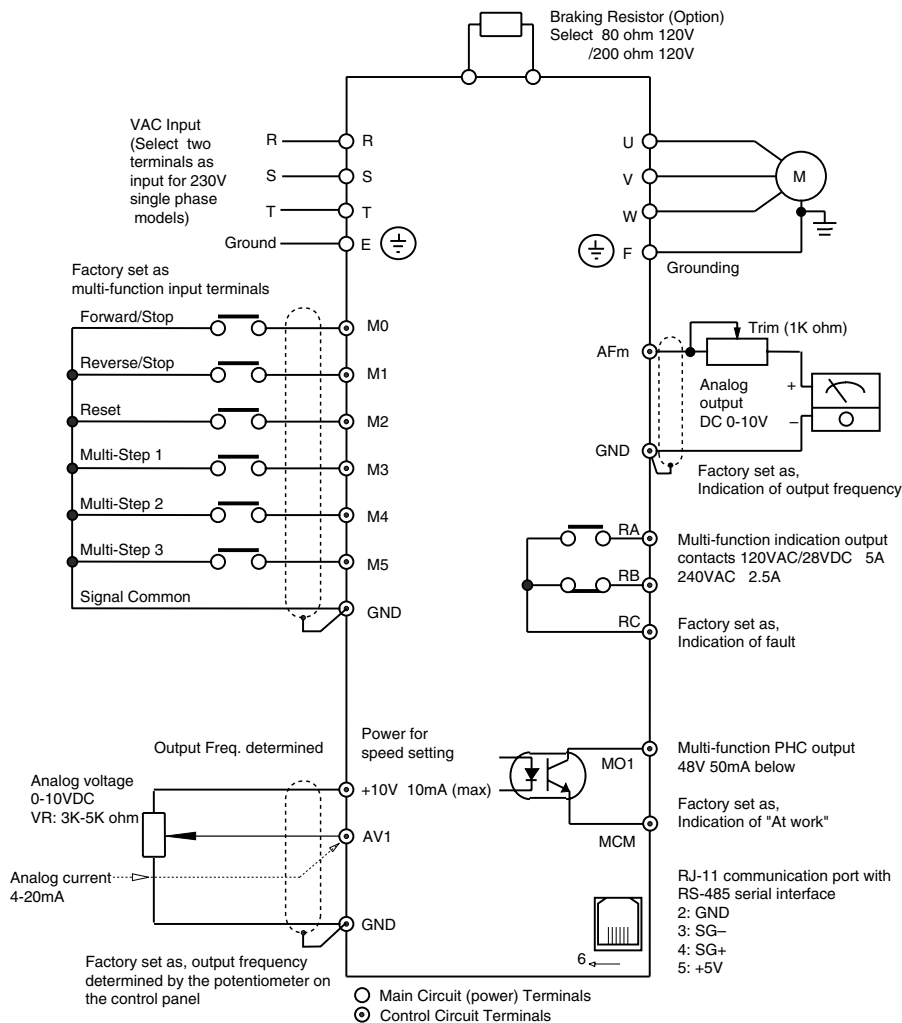 Braking Resistor (Option)
Select 80 ohm 120V
/200 ohm 120V
VAC Input
(Select two
terminals as
input for 230V
single phase
models)
R
R
S
S
T
T
Ground
E
U
V
W
M
F
Grounding
Factory set as
multi-function input terminals
Forward/Stop
M0
Reverse/Stop
M1
Reset
M2
Multi-Step 1
M3
Multi-Step 2
M4
Multi-Step 3
M5
Signal Common
GND
AFm
Trim (1K ohm)
Analog
output
DC 0-10V
+
–
GND
Factory set as,
Indication of output frequency
RA
RB
RC
Multi-function indication output
contacts 120VAC/28VDC 5A
240VAC 2.5A
Factory set as,
Indication of fault
Output Freq. determined
Power for
speed setting
Analog voltage
0-10VDC
VR: 3K-5K ohm
+10V 10mA (max)
AV1
Analog current
4-20mA
GND
Factory set as, output frequency
determined by the potentiometer on
the control panel
MO1
Multi-function PHC output
48V 50mA below
Factory set as,
Indication of "At work"
MCM
RJ-11 communication port with
RS-485 serial interface
2: GND
3: SG–
4: SG+
5: +5V
6
Main Circuit (power) Terminals
Control Circuit Terminals